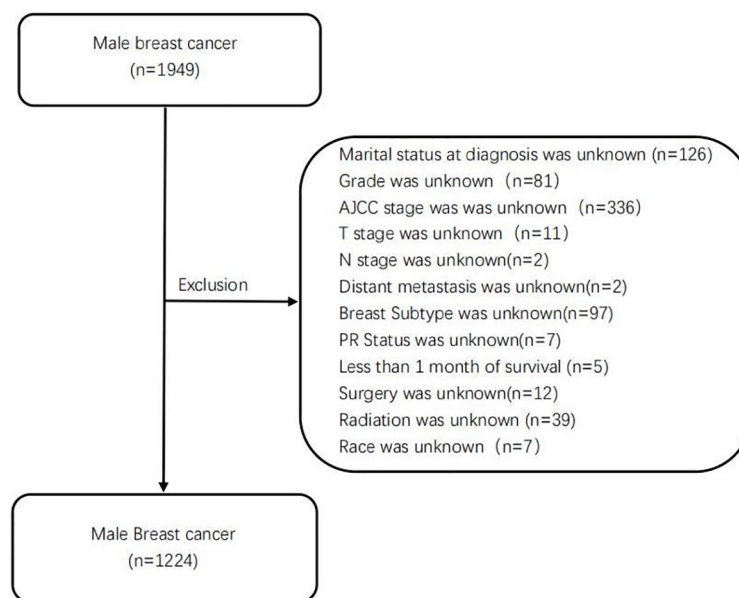 Male breast cancer
(n=1949)
Marital status at diagnosis was unknown (n=126)
Grade was unknown（n=81)
AJCC stage was was unknown（n=336)
T stage was unknown（n=11)
N stage was unknown(n=2)
Distant metastasis was unknown(n=2)
Exclusion
Breast Subtype was unknown(n=97)
PR Status was unknown(n=7)
Less than 1 month of survival (n=5)
Surgery was unknown(n=12)
Radiation was unknown (n=39)
Race was unknown（n=7)
Male Breast cancer
(n=1224)